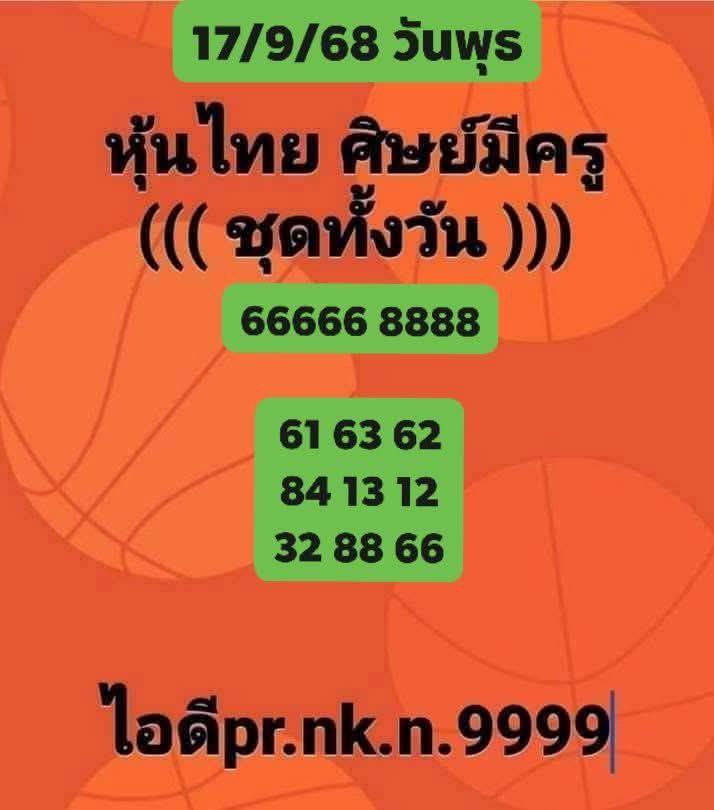 17/9/68 วันพุธ
หุ้นไทย ศิษย์มีครู
((( ชุดทั้งวัน )))
66666 8888
61 63 62
84 13 12
32 88 66
ไอดีpr.nk.n.9999